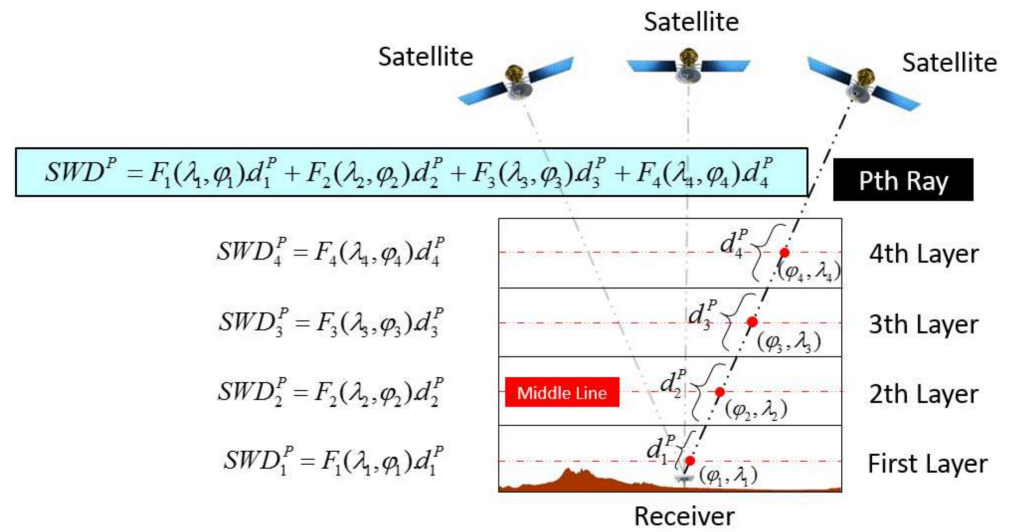 Satellite
Satellite
Satellite
SWD^P = F_1(λ_1,φ_1).d_1^P + F_2(λ_2,φ_2).d_2^P + F_3(λ_3,φ_3).d_3^P + F_4(λ_4,φ_4).d_4^P
Pth Ray
SWD_4^P = F_4(λ_4,φ_4).d_4^P
d_4^P
(φ_4,λ_4)
4th Layer
SWD_3^P = F_3(λ_3,φ_3).d_3^P
d_3^P
(φ_3,λ_3)
3th Layer
SWD_2^P = F_2(λ_2,φ_2).d_2^P
Middle Line
d_2^P
(φ_2,λ_2)
2th Layer
SWD_1^P = F_1(λ_1,φ_1).d_1^P
d_1^P
(φ_1,λ_1)
First Layer
Receiver